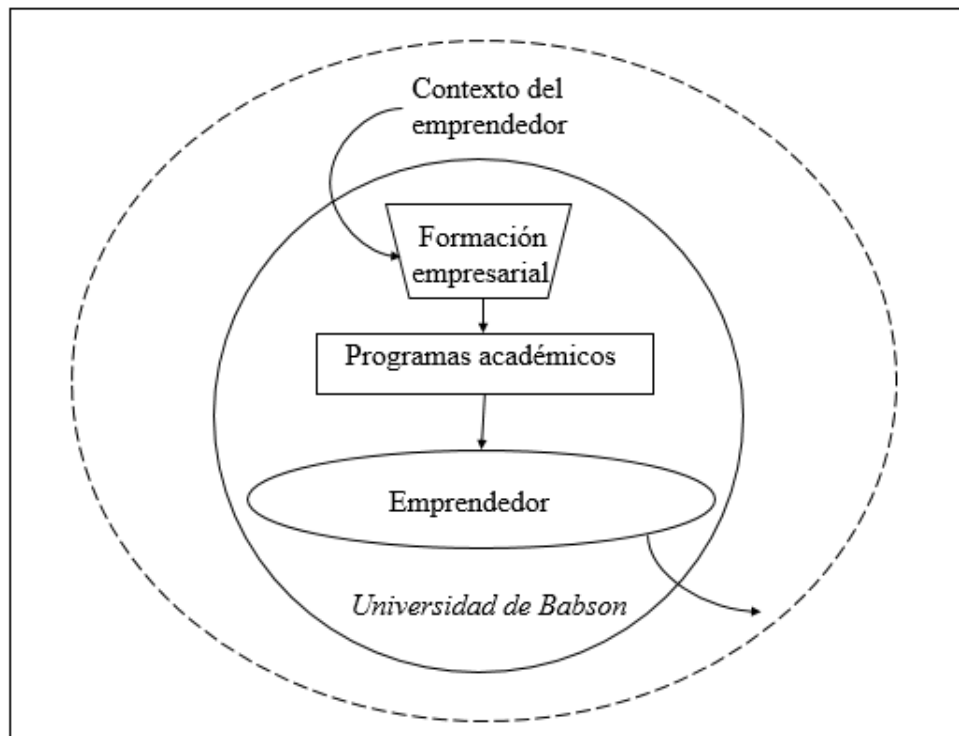 Contexto del
emprendedor
Formación
empresarial
Programas académicos
Emprendedor
Universidad de Babson